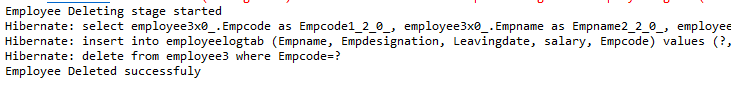 Employee Deleting stage started
Hibernate: select employee3x0_.Empcode as Empcode1_2_0_, employee3x0_.Empname as Empname2_2_0_, employee
Hibernate: insert into employeelogtab (Empname, Empdesignation, Leavingdate, salary, Empcode) values (?,
Hibernate: delete from employee3 where Empcode=?
Employee Deleted successfuly